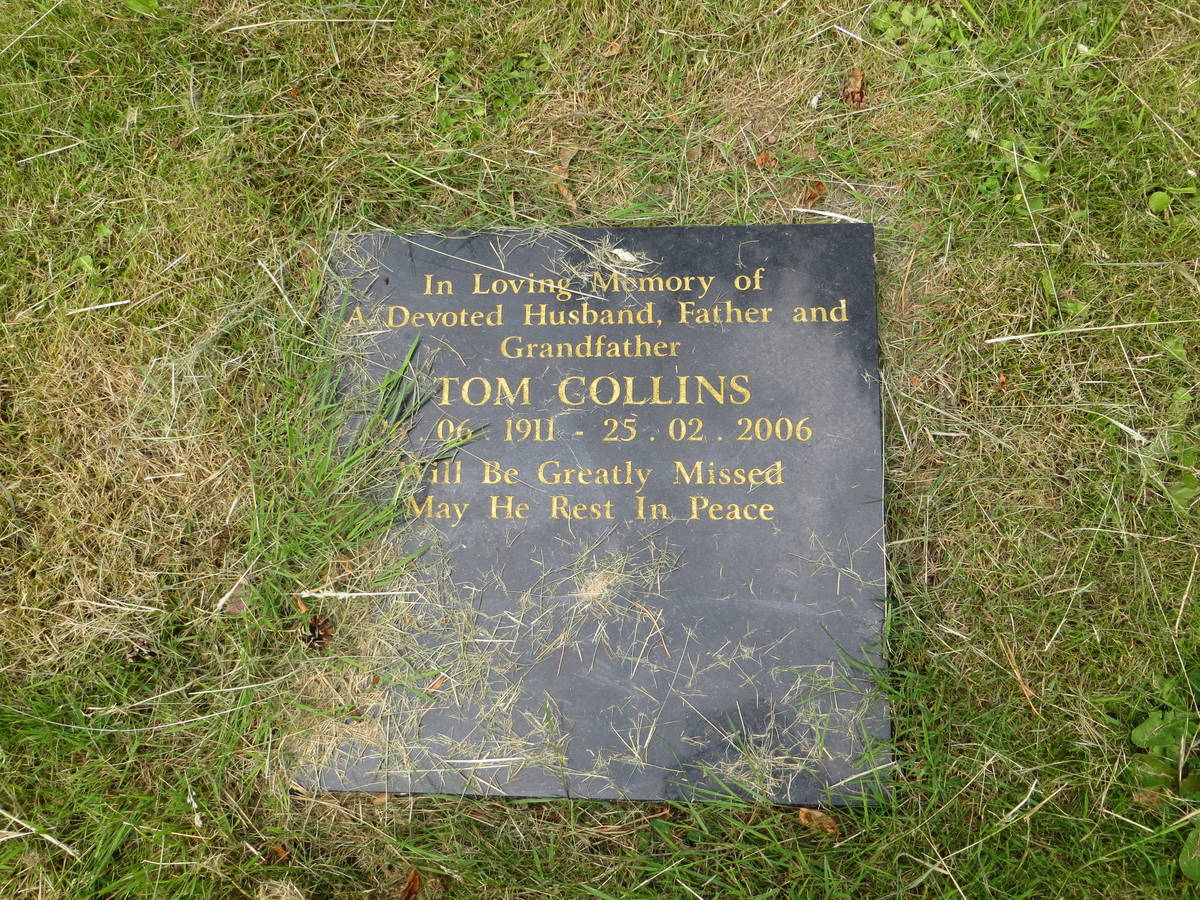 In Loving Memory of
A Devoted Husband, Father and
Grandfather
TOM COLLINS
. 06 . 1911 - 25 . 02 . 2006
Will Be Greatly Missed
May He Rest In Peace